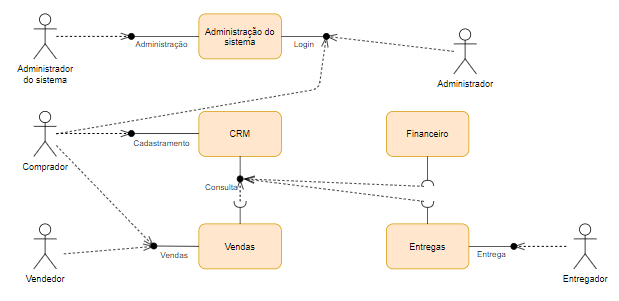 Administração do
sistema
Administração
Login
Administrador
do sistema
Administrador
CRM
Financeiro
Cadastramento
Comprador
Consulta
Vendas
Entregas
Vendas
Entrega
Vendedor
Entregador